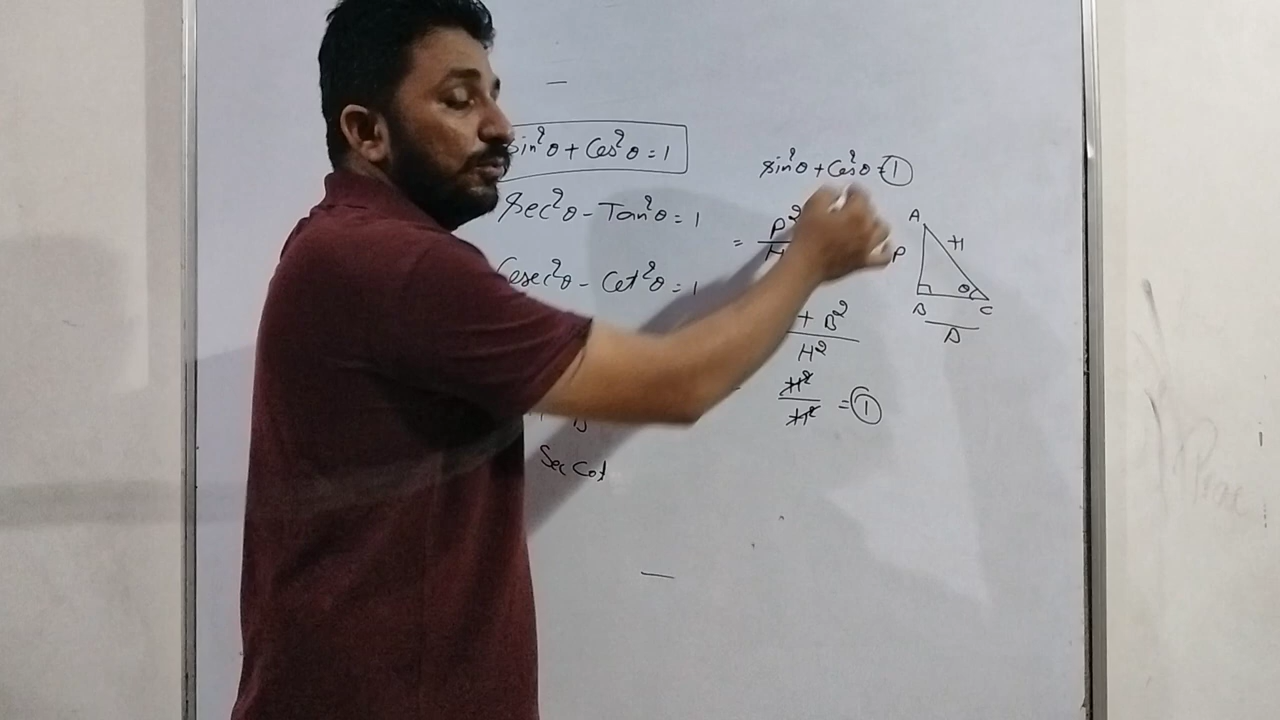 Sin²θ + Cos²θ = 1
Sec²θ - Tan²θ = 1
Cosec²θ - Cot²θ = 1
Sec Cot
Sin²θ + Cos²θ = 1
= P²
H
+ B²
H²
H²
H² = 1
A
H
P
θ
B C
B